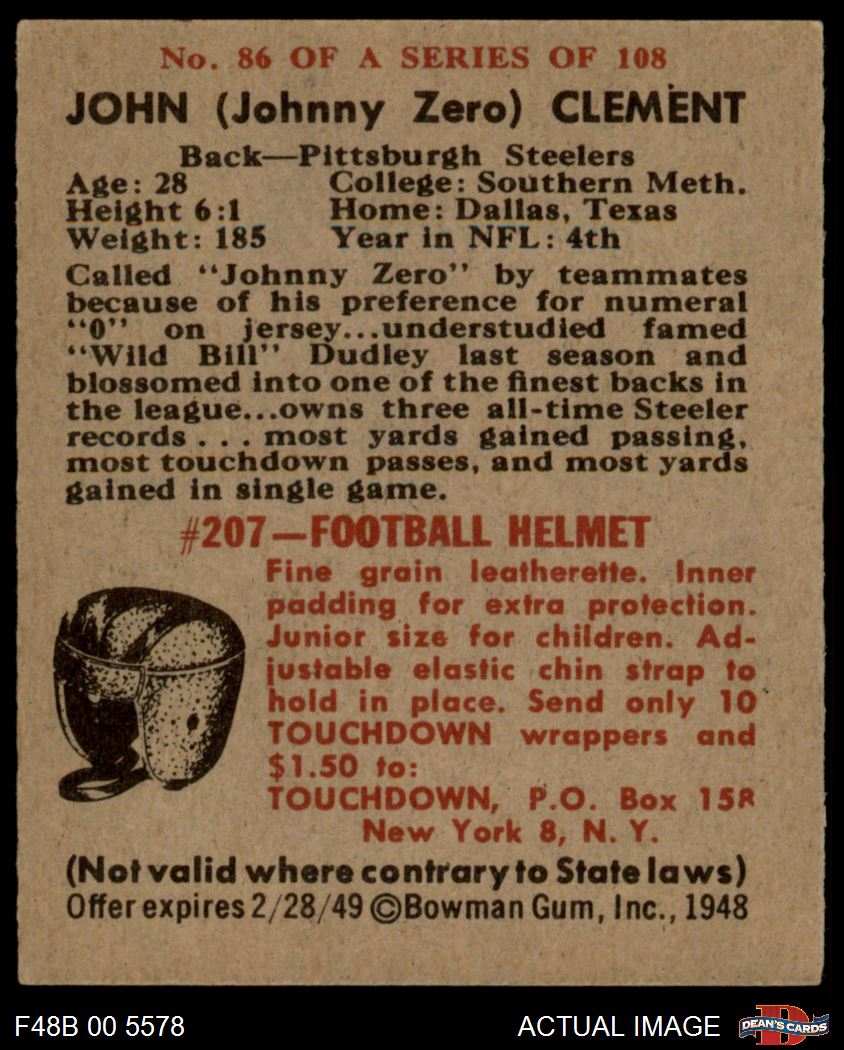 No. 86 OF A SERIES OF 108
JOHN (Johnny Zero) CLEMENT
Back—Pittsburgh Steelers
Age: 28 College: Southern Meth.
Height 6:1 Home: Dallas, Texas
Weight: 185 Year in NFL: 4th
Called "Johnny Zero" by teammates
because of his preference for numeral
"0" on jersey...understudied famed
"Wild Bill" Dudley last season and
blossomed into one of the finest backs in
the league...owns three all-time Steeler
records . . . most yards gained passing,
most touchdown passes, and most yards
gained in single game.
#207—FOOTBALL HELMET
Fine grain leatherette. Inner
padding for extra protection.
Junior size for children. Ad-
justable elastic chin strap to
hold in place. Send only 10
TOUCHDOWN wrappers and
$1.50 to:
TOUCHDOWN, P.O. Box 158
New York 8, N. Y.
(Not valid where contrary to State laws)
Offer expires 2/28/49 ©Bowman Gum, Inc., 1948
F48B 00 5578 ACTUAL IMAGE DEAN'S CARDS